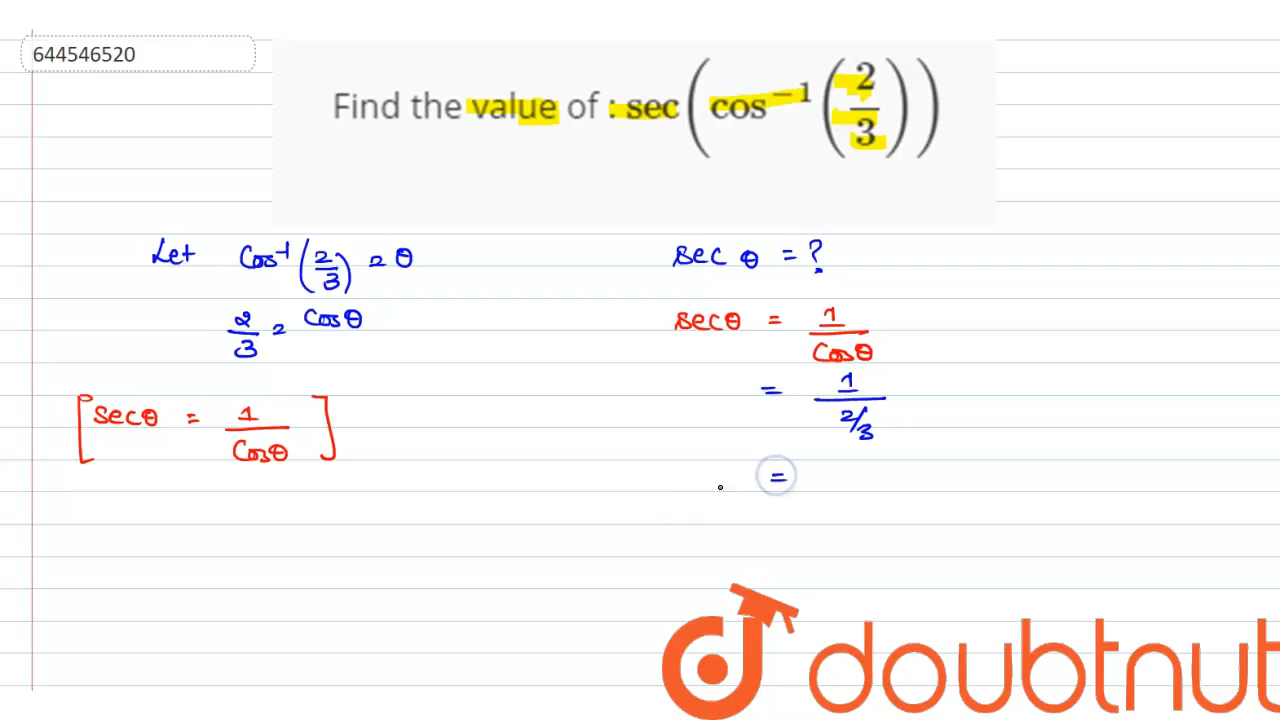 644546520
Find the value of : sec(cos⁻¹(2/3))
Let cos⁻¹(2/3) = θ
2/3 = cosθ
[secθ = 1/cosθ]
sec θ = ?
secθ = 1/cosθ
= 1/(2/3)
=
doubtnut